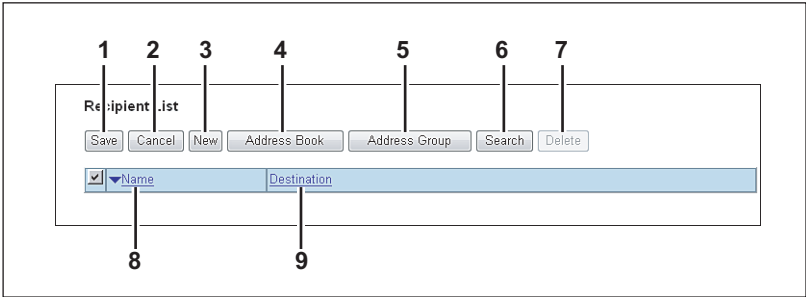 1 2 3 4 5 6 7
Recipient List
Save Cancel New Address Book Address Group Search Delete
Name Destination
8 9